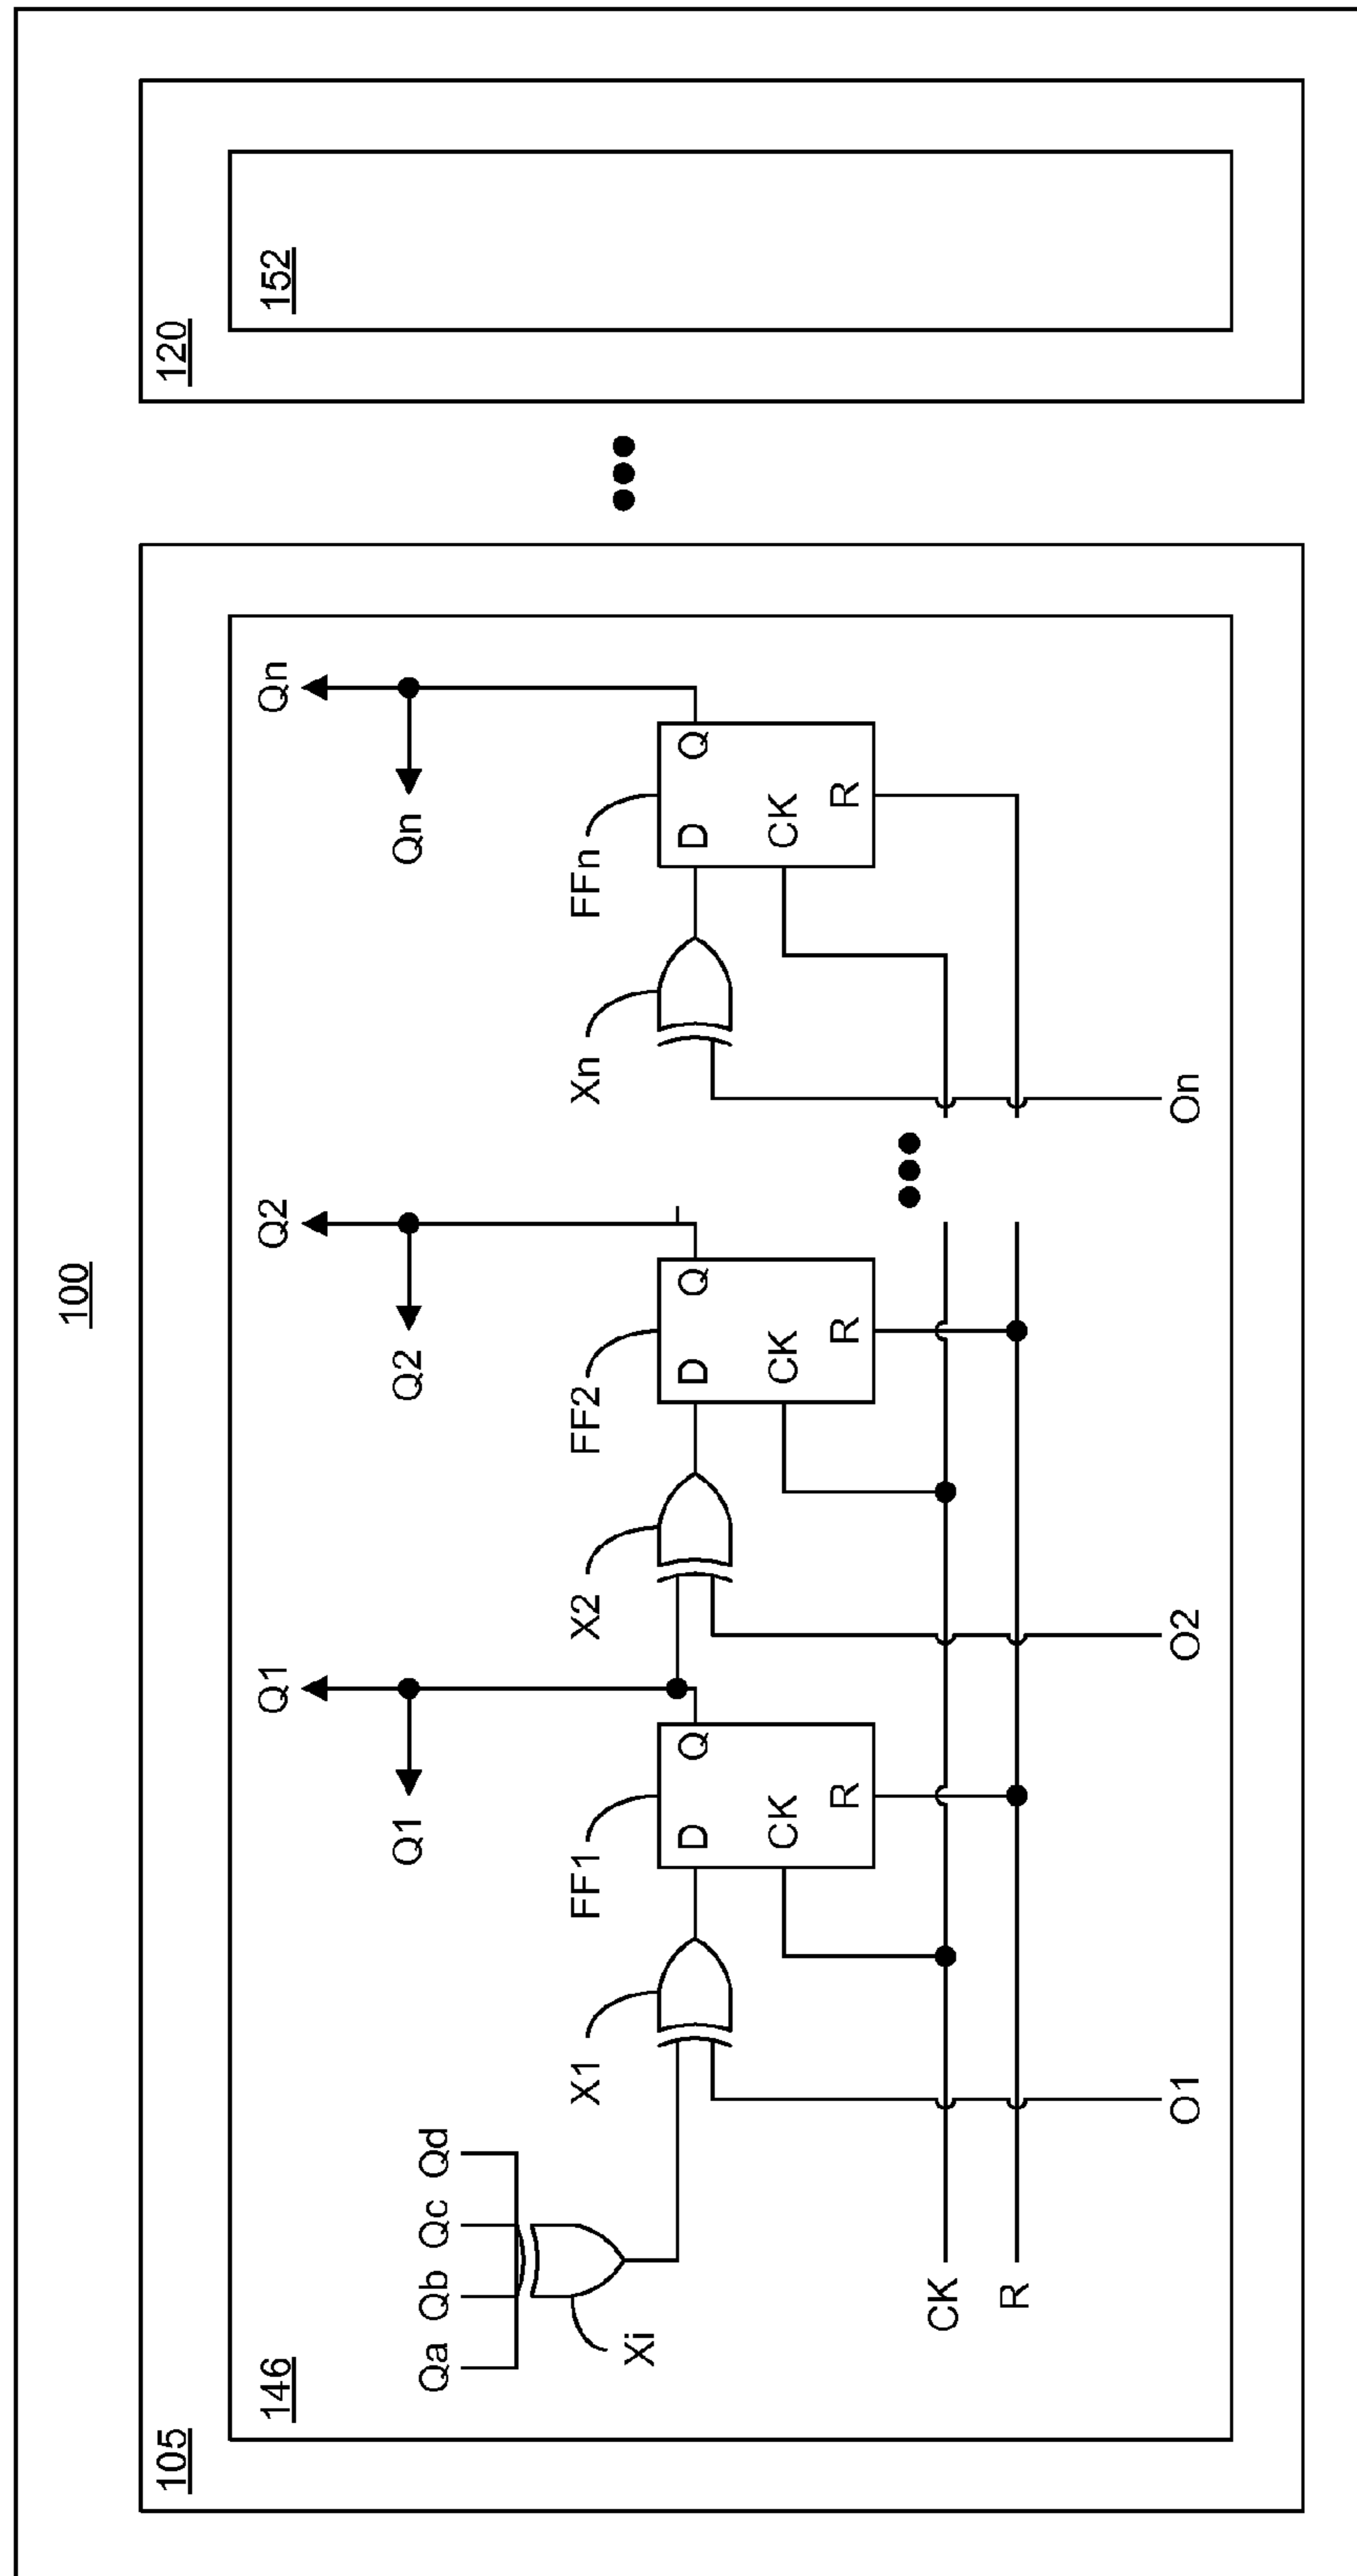 100
105
146
Q1
Q2
Qn
Q1
Q2
Qn
Qa Qb Qc Qd
Xi
X1
FF1
X2
FF2
Xn
FFn
D Q
CK
R
D Q
CK
R
D Q
CK
R
CK
R
O1
O2
On
120
152